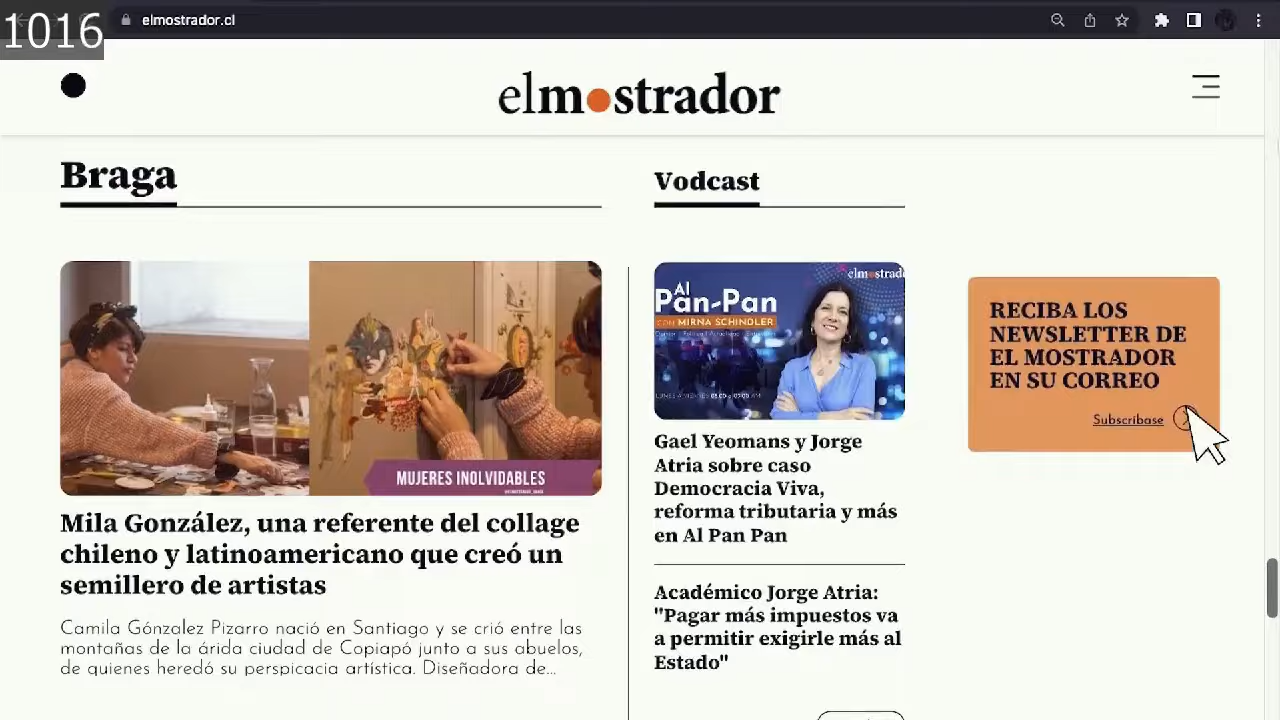 1016
elmostrador.cl
elmostrador
Braga
Vodcast
MUJERES INOLVIDABLES
Mila González, una referente del collage
chileno y latinoamericano que creó un
semillero de artistas
Camila Gónzalez Pizarro nació en Santiago y se crió entre las
montañas de la árida ciudad de Copiapó junto a sus abuelos,
de quienes heredó su perspicacia artística. Diseñadora de...
elmostrad
Al
Pan-Pan
CON MIRNA SCHINDLER
Gael Yeomans y Jorge
Atria sobre caso
Democracia Viva,
reforma tributaria y más
en Al Pan Pan
Académico Jorge Atria:
"Pagar más impuestos va
a permitir exigirle más al
Estado"
RECIBA LOS
NEWSLETTER DE
EL MOSTRADOR
EN SU CORREO
Subscribase